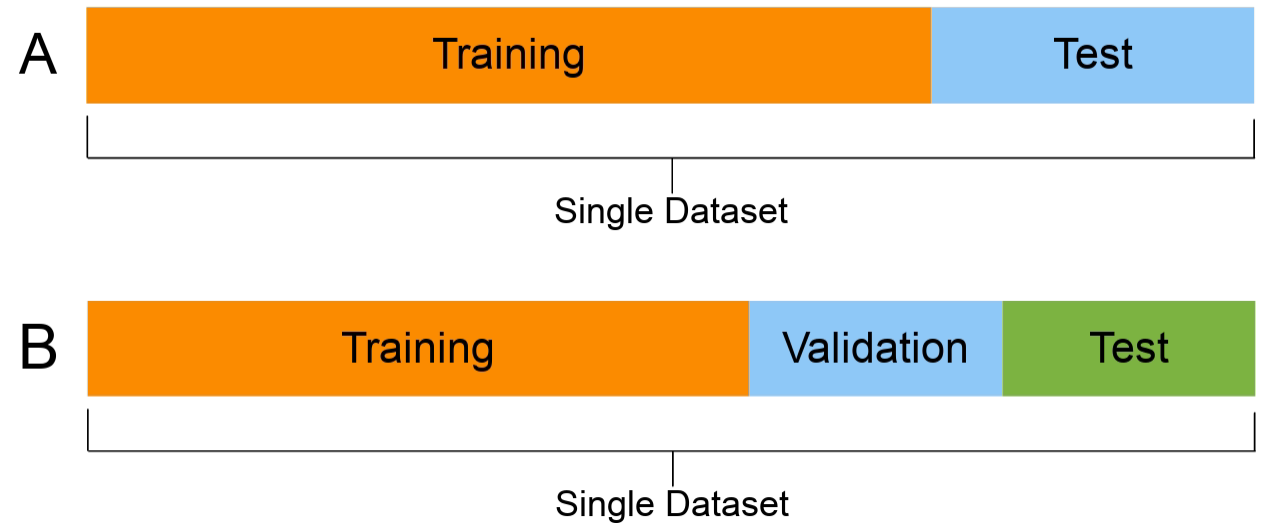 A
Training
Test
Single Dataset
B
Training
Validation
Test
Single Dataset